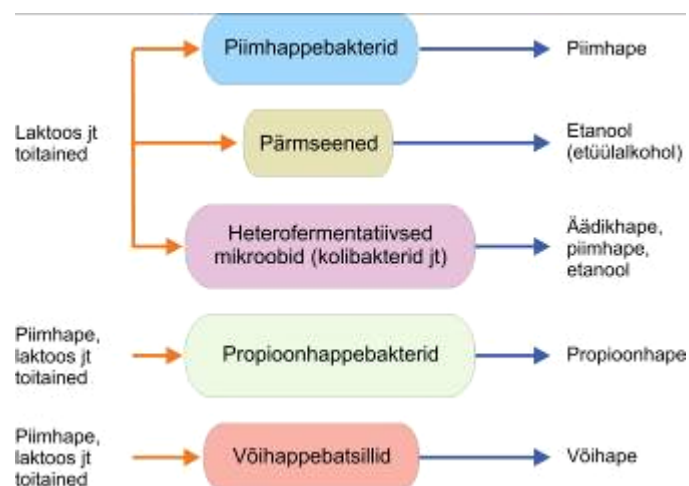 Piimhappebakterid
Piimhape
Laktoos jt
toitained
Pärmseened
Etanool
(etüülalkohol)
Heterofermentatiivsed
mikroobid (kolibakterid jt)
Äädikhape,
piimhape,
etanool
Piimhape,
laktoos jt
toitained
Propioonhappebakterid
Propioonhape
Piimhape,
laktoos jt
toitained
Võihappebatsillid
Võihape